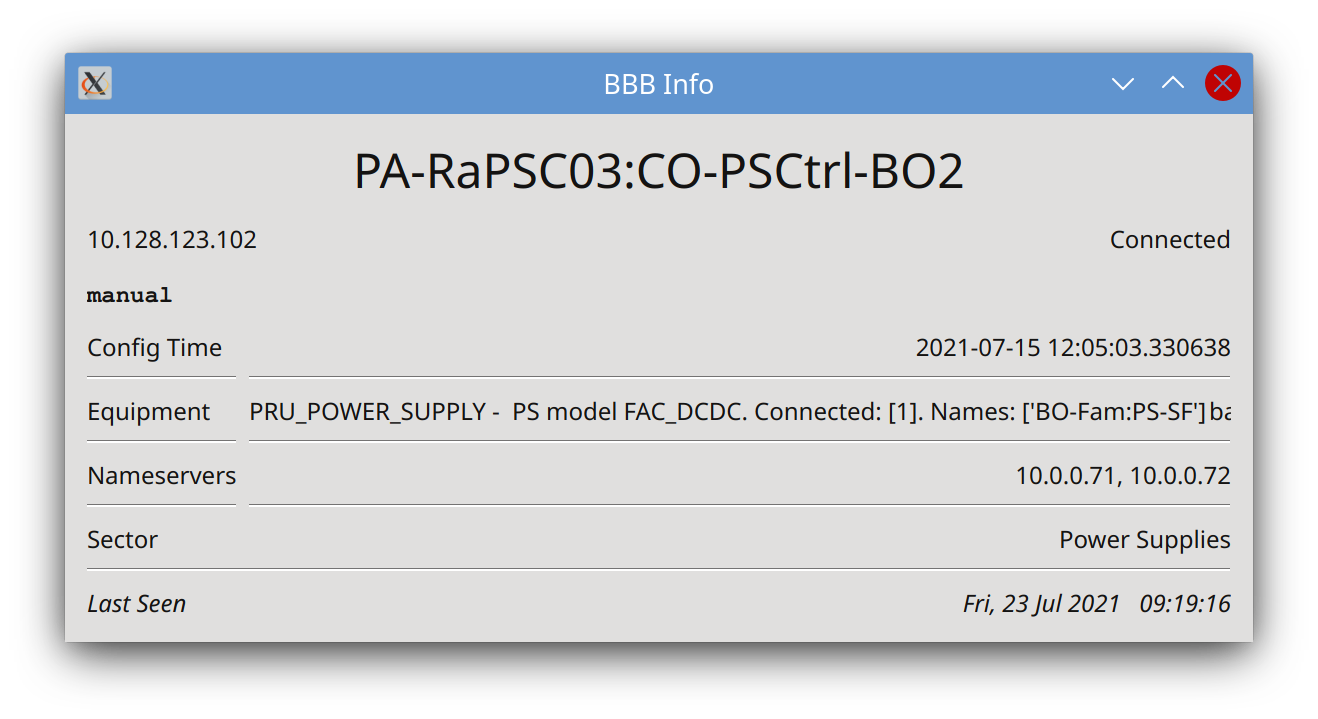 BBB Info
PA-RaPSC03:CO-PSCtrl-BO2
10.128.123.102 Connected
manual
Config Time 2021-07-15 12:05:03.330638
Equipment PRU_POWER_SUPPLY -  PS model FAC_DCDC. Connected: [1]. Names: ['BO-Fam:PS-SF']
Nameservers 10.0.0.71, 10.0.0.72
Sector Power Supplies
Last Seen Fri, 23 Jul 2021   09:19:16